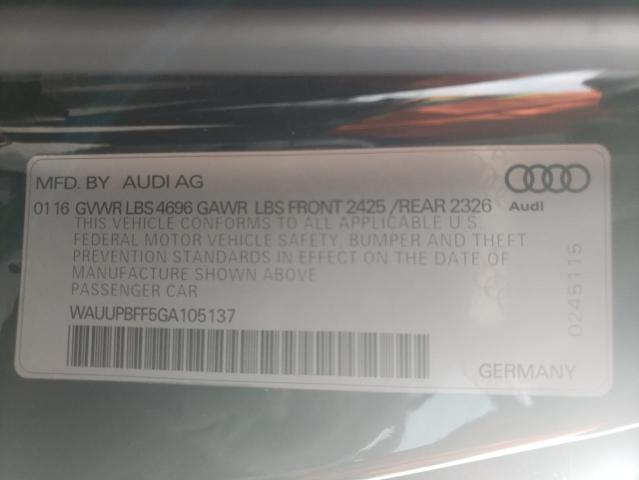 MFD. BY AUDI AG
01 16 GVWR LBS 4696 GAWR LBS FRONT 2425 /REAR 2326
Audi
THIS VEHICLE CONFORMS TO ALL APPLICABLE U.S.
FEDERAL MOTOR VEHICLE SAFETY, BUMPER AND THEFT
PREVENTION STANDARDS IN EFFECT ON THE DATE OF
MANUFACTURE SHOWN ABOVE
PASSENGER CAR
WAUUPBFF5GA105137
GERMANY
0245115